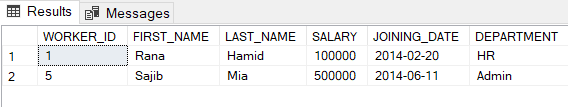 Results Messages
WORKER_ID FIRST_NAME LAST_NAME SALARY JOINING_DATE DEPARTMENT
1 1 Rana Hamid 100000 2014-02-20 HR
2 5 Sajib Mia 500000 2014-06-11 Admin